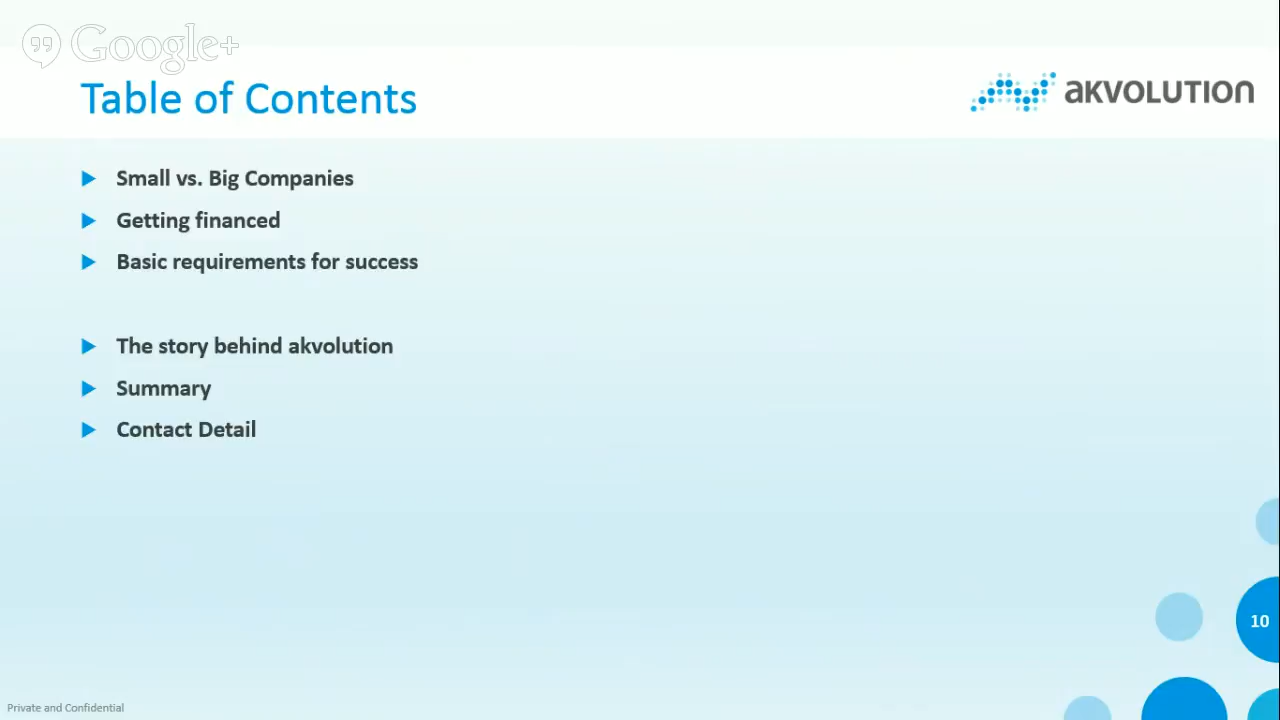 Google+
Table of Contents
akvolution
Small vs. Big Companies
Getting financed
Basic requirements for success
The story behind akvolution
Summary
Contact Detail
10
Private and Confidential